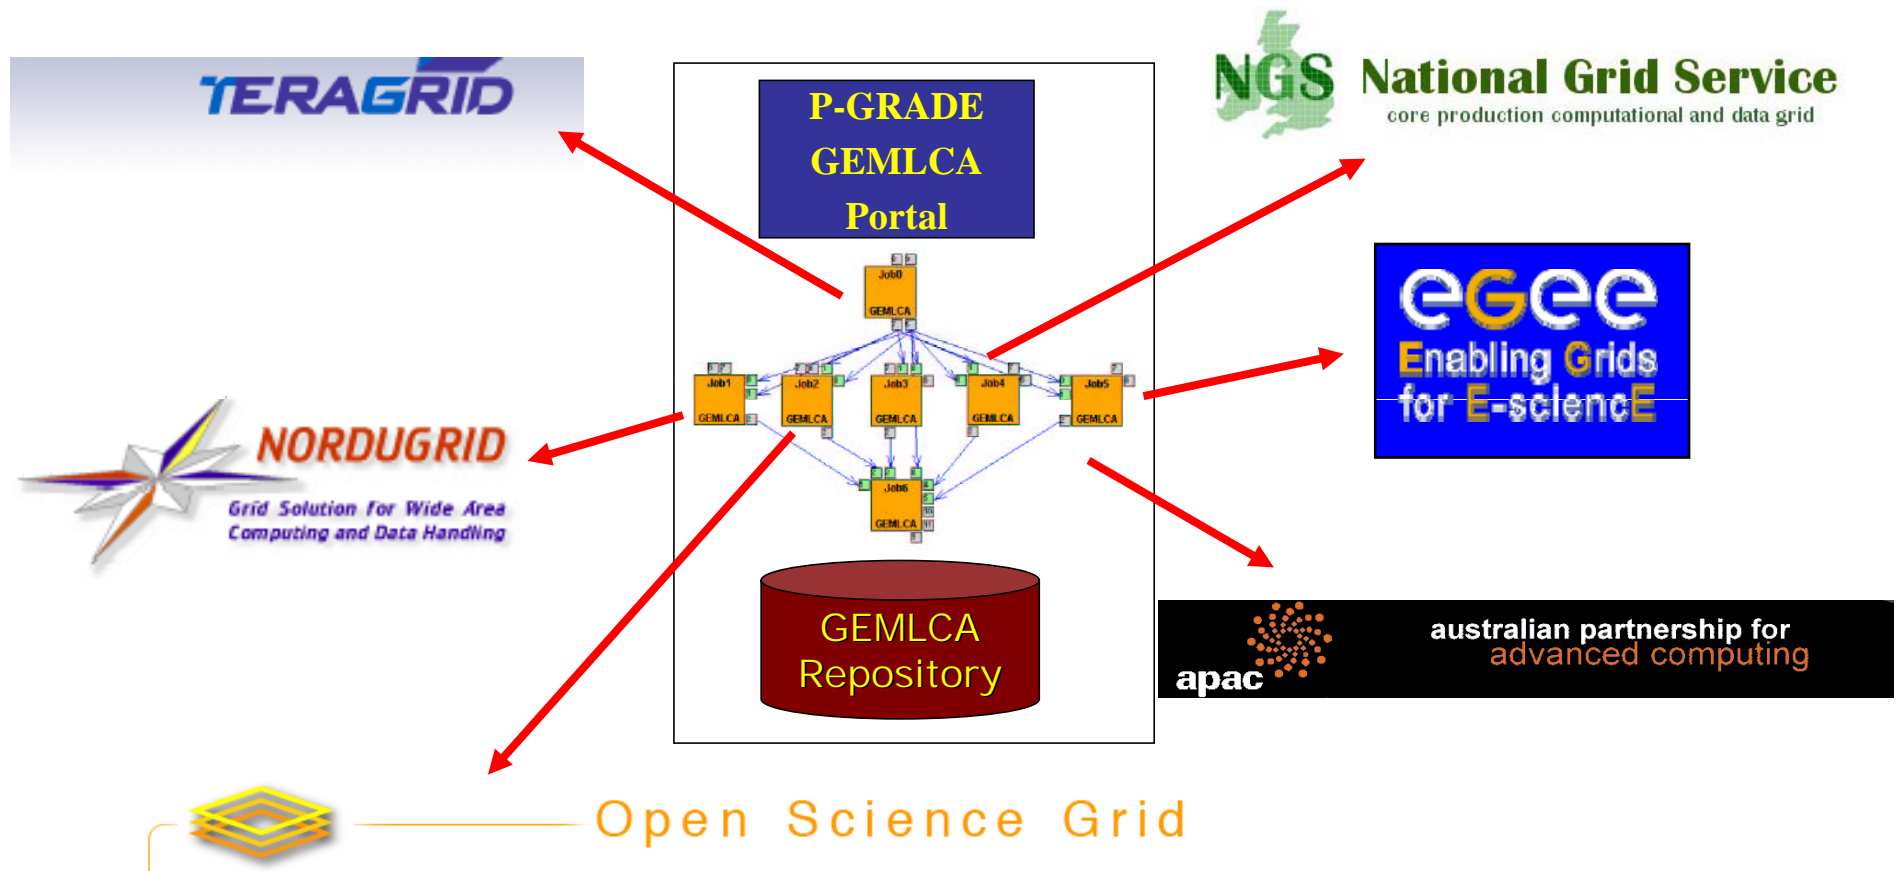 TERAGRID
NGS National Grid Service
core production computational and data grid
P-GRADE
GEMLCA
Portal
Job0
GEMLCA
Job1
GEMLCA
Job2
GEMLCA
Job3
GEMLCA
Job4
GEMLCA
Job5
GEMLCA
Job6
GEMLCA
eGee
Enabling Grids
for E-sciencE
NORDUGRID
Grid Solution for Wide Area
Computing and Data Handling
GEMLCA
Repository
apac
australian partnership for
advanced computing
Open Science Grid